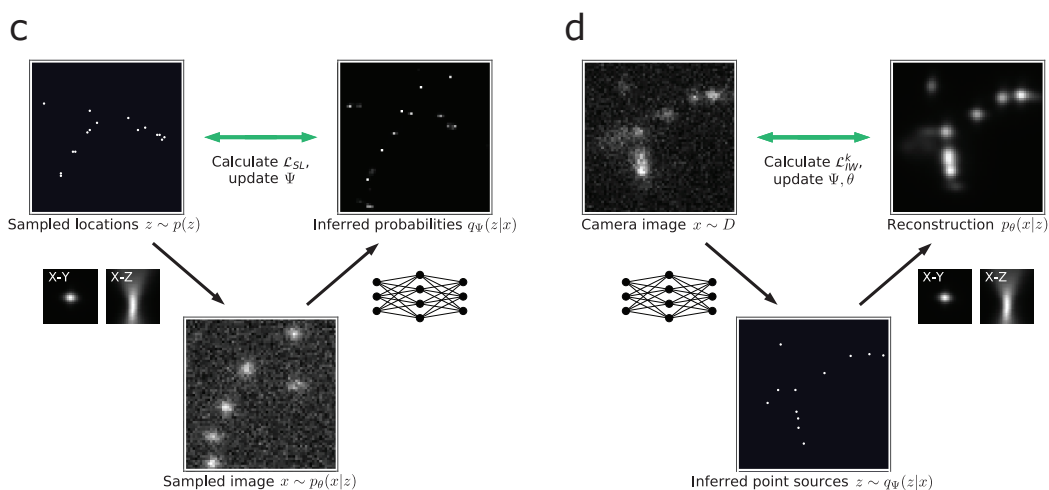 c
d
Calculate ℒ_SL,
update Ψ
Calculate ℒ^k_IW,
update Ψ, θ
Sampled locations z ∼ p(z)
Inferred probabilities q_Ψ(z|x)
Camera image x ∼ D
Reconstruction p_θ(x|z)
X-Y
X-Z
X-Y
X-Z
Sampled image x ∼ p_θ(x|z)
Inferred point sources z ∼ q_Ψ(z|x)